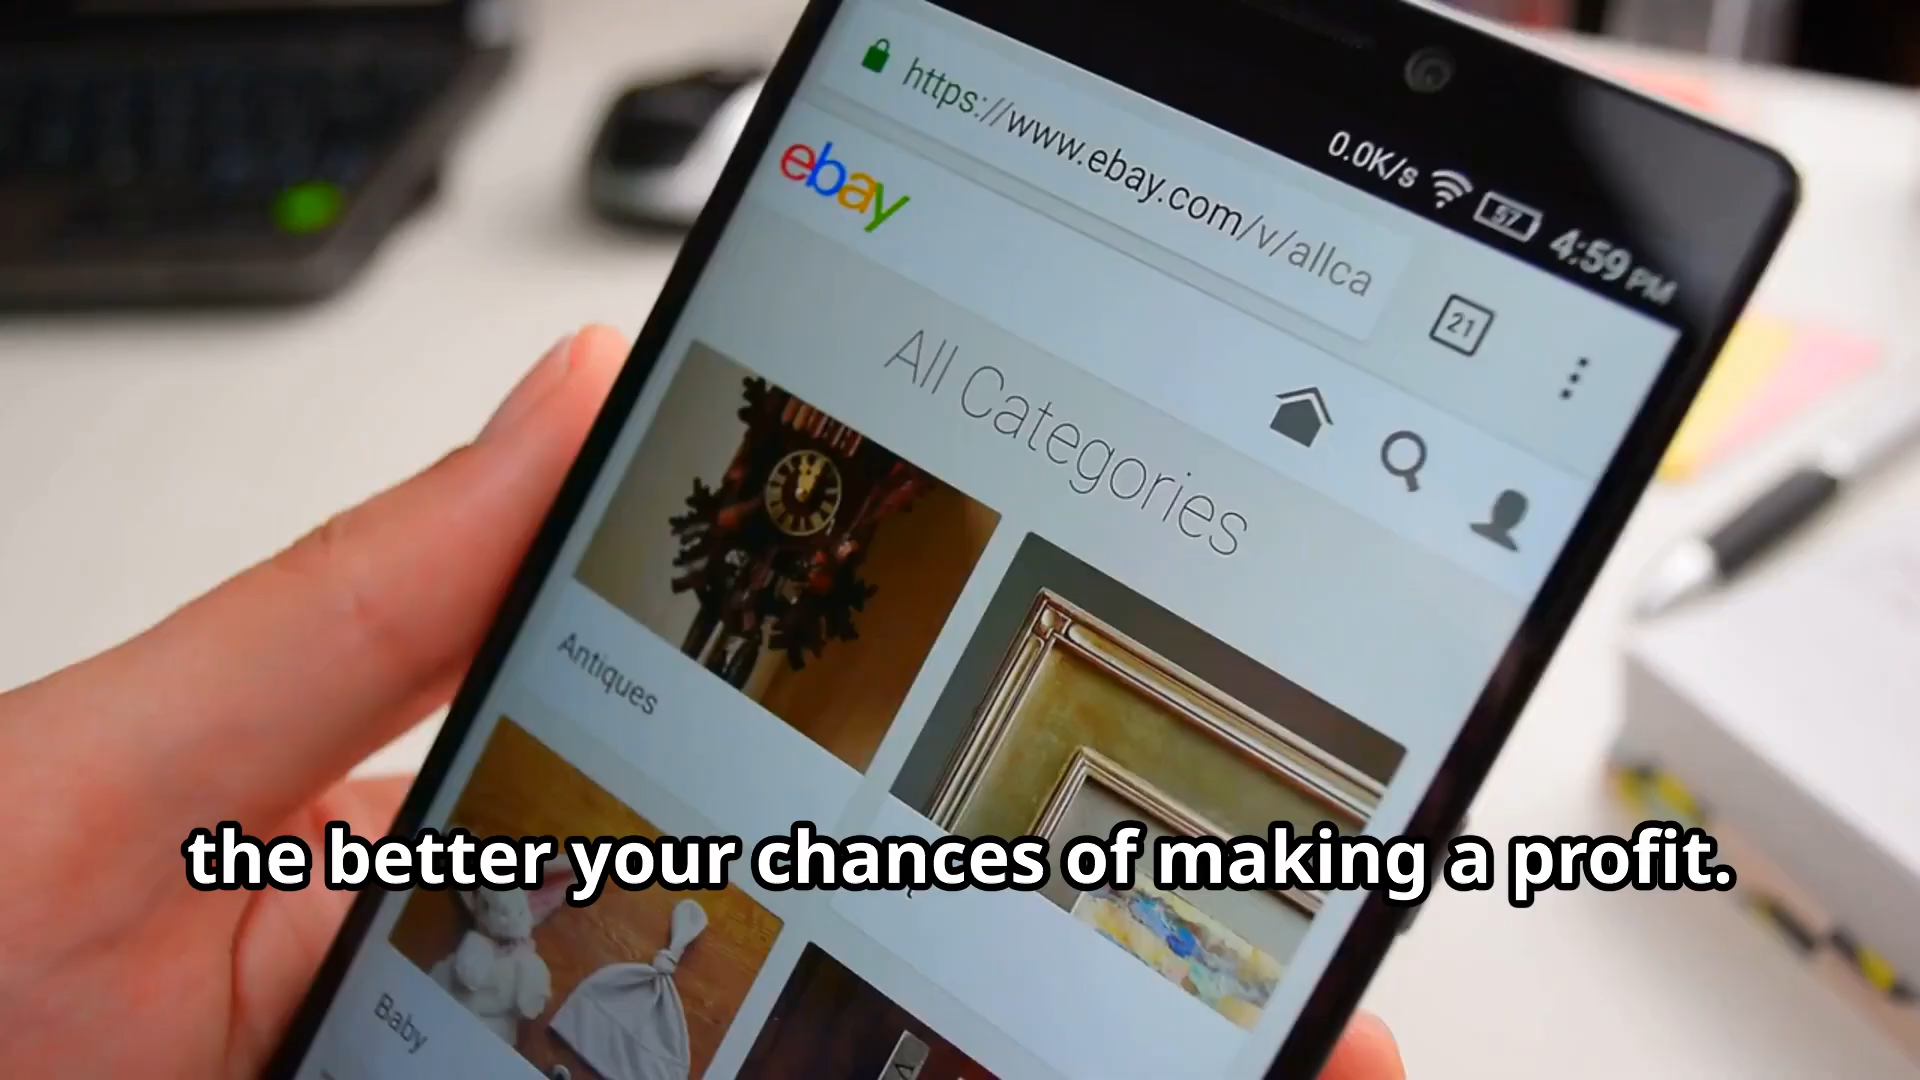 0.0K/s 57 4:59 PM
https://www.ebay.com/v/allca
21
ebay
All Categories
Antiques
Baby
the better your chances of making a profit.